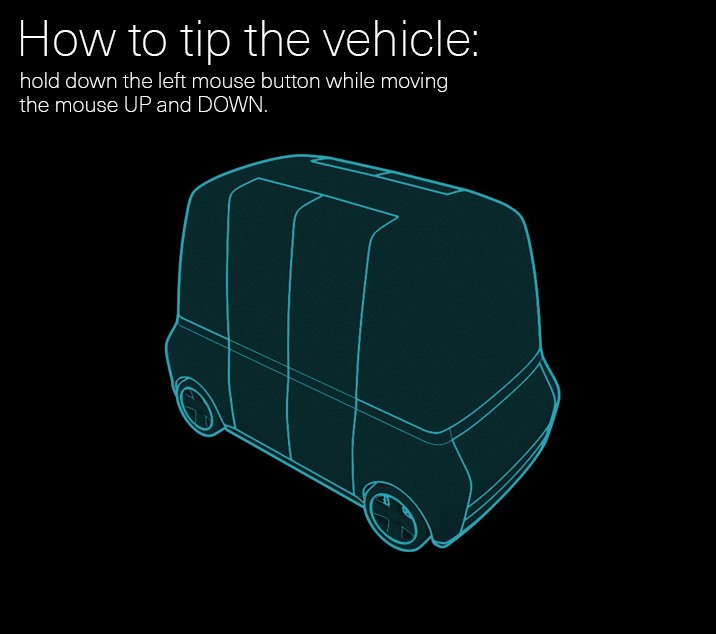 How to tip the vehicle:
hold down the left mouse button while moving
the mouse UP and DOWN.